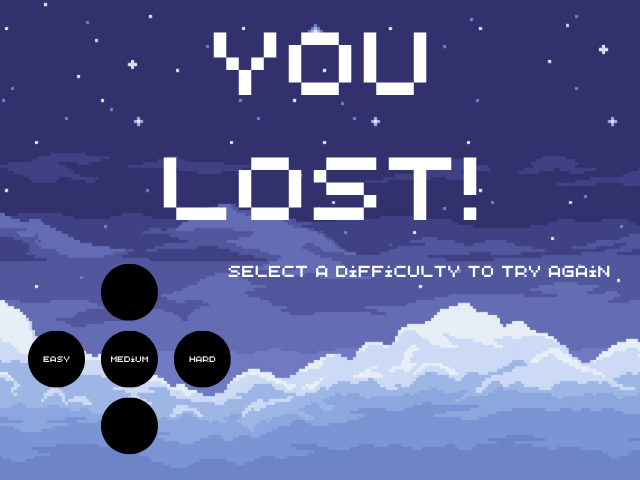 YOU
LOST!
SELECT A DiFFiCULTY TO TRY AGAiN
EASY
MEDiUM
HARD